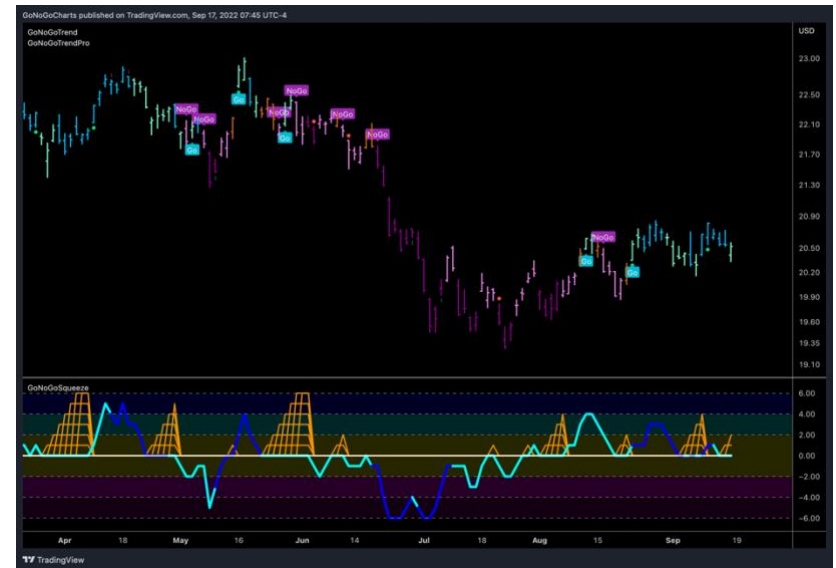 GoNoGoCharts published on TradingView.com, Sep 17, 2022 07:45 UTC-4
GoNoGoTrend
GoNoGoTrendPro
USD
23.00
22.50
22.10
21.70
21.30
20.90
20.50
20.20
19.90
19.60
19.35
19.10
NoGo
NoGo
Go
Go
NoGo
NoGo
Go
NoGo
NoGo
Go
NoGo
Go
GoNoGoSqueeze
6.00
4.00
2.00
0.00
−2.00
−4.00
−6.00
Apr 18 May 16 Jun 14 Jul 18 Aug 15 Sep 19
TradingView